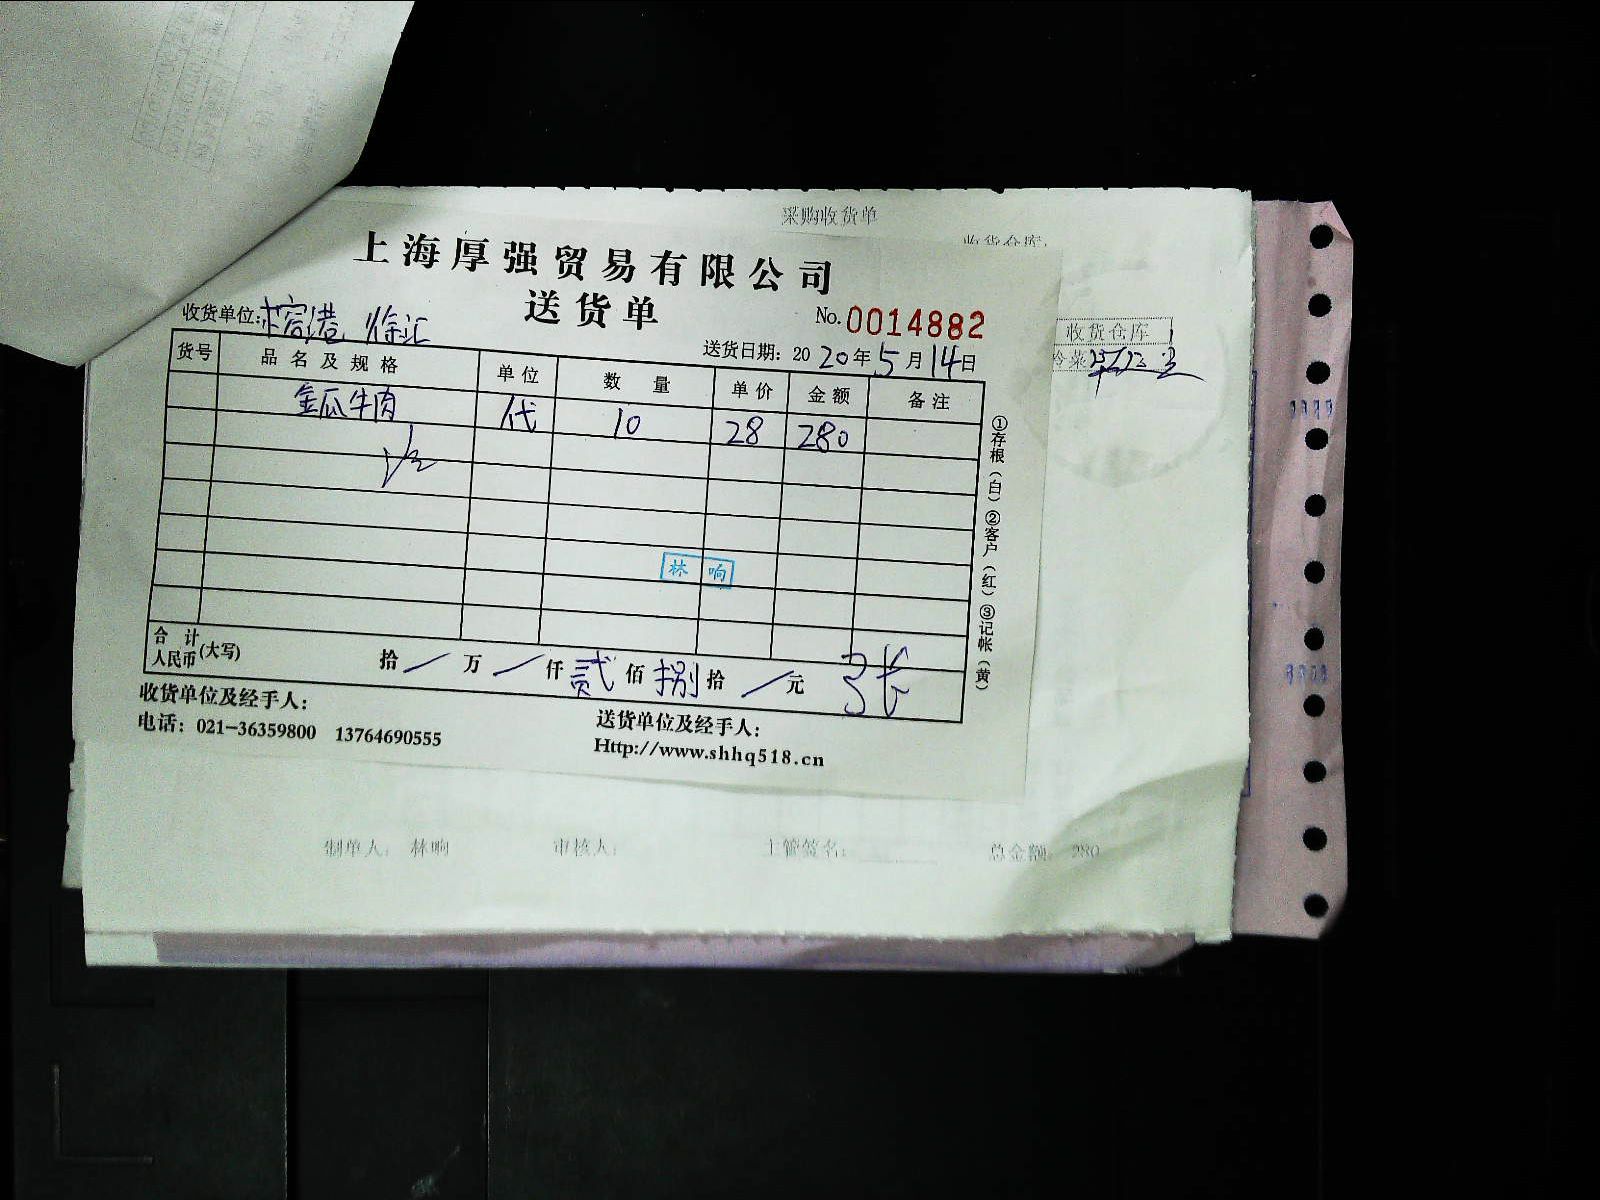 采购收货单
收货仓库:
上海厚强贸易有限公司
送货单
No. 0014882
收货单位: 榕港 徐汇
送货日期: 2020年5月14日
收货仓库
冷菜
货号 品名及规格 单位 数量 单价 金额 备注
金瓜牛肉 代 10 28 280
林响
合计人民币(大写) 拾／万／仟贰佰捌拾／元
①存根(白)②客户(红)③记帐(黄)
收货单位及经手人:
送货单位及经手人:
电话: 021-36359800 13764690555
Http://www.shhq518.cn
制单人: 林响 审核人: 主管签名: 总金额: 280